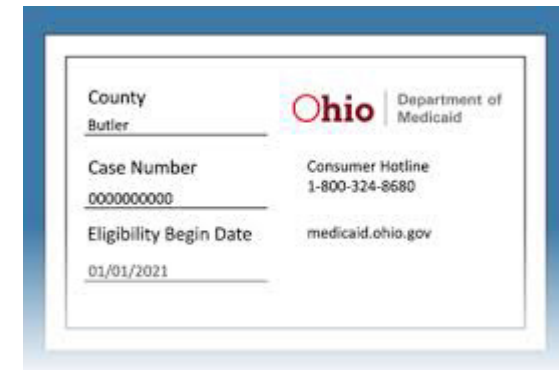 County
Butler
Case Number
0000000000
Eligibility Begin Date
01/01/2021
Ohio
Department of
Medicaid
Consumer Hotline
1-800-324-8680
medicaid.ohio.gov